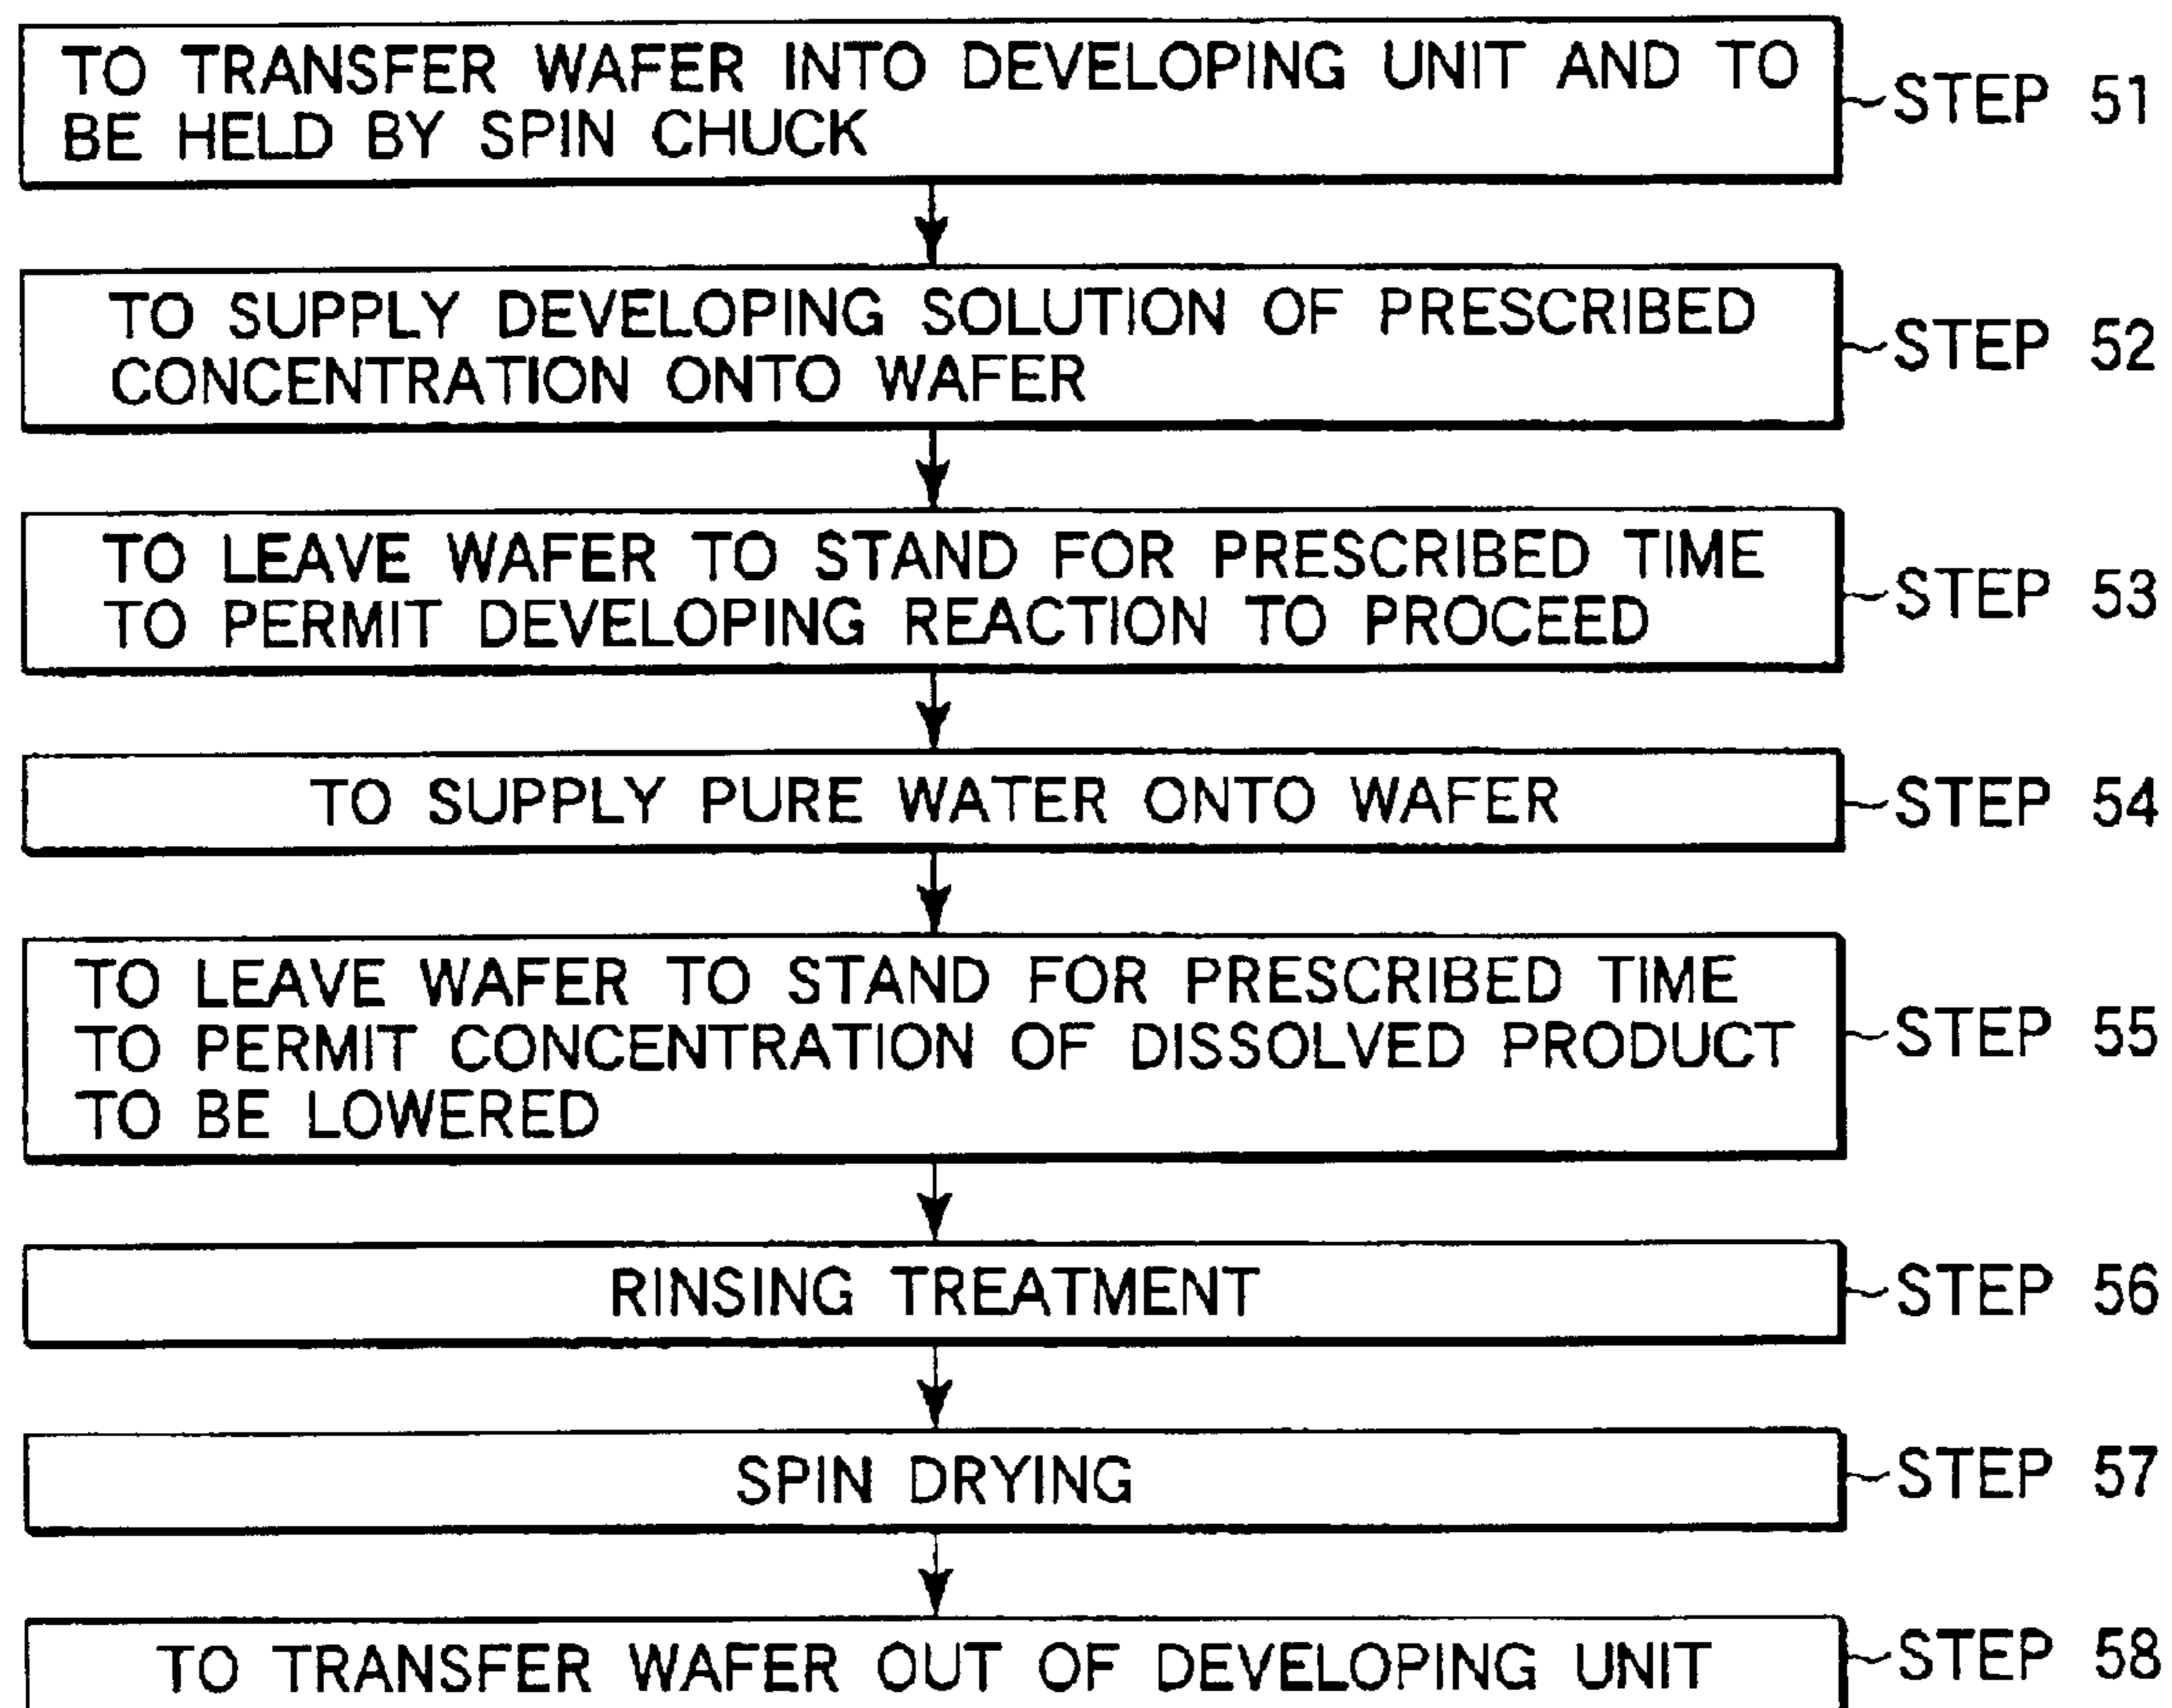 TO TRANSFER WAFER INTO DEVELOPING UNIT AND TO
BE HELD BY SPIN CHUCK
STEP 51
TO SUPPLY DEVELOPING SOLUTION OF PRESCRIBED
CONCENTRATION ONTO WAFER
STEP 52
TO LEAVE WAFER TO STAND FOR PRESCRIBED TIME
TO PERMIT DEVELOPING REACTION TO PROCEED
STEP 53
TO SUPPLY PURE WATER ONTO WAFER
STEP 54
TO LEAVE WAFER TO STAND FOR PRESCRIBED TIME
TO PERMIT CONCENTRATION OF DISSOLVED PRODUCT
TO BE LOWERED
STEP 55
RINSING TREATMENT
STEP 56
SPIN DRYING
STEP 57
TO TRANSFER WAFER OUT OF DEVELOPING UNIT
STEP 58